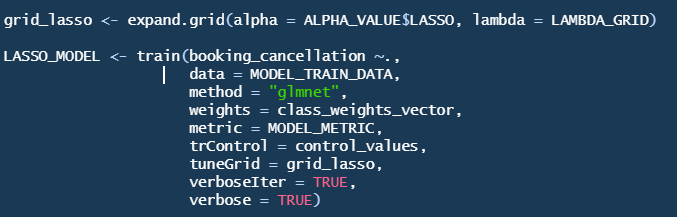 grid_lasso <- expand.grid(alpha = ALPHA_VALUE$LASSO, lambda = LAMBDA_GRID)
LASSO_MODEL <- train(booking_cancellation ~.,
data = MODEL_TRAIN_DATA,
method = "glmnet",
weights = class_weights_vector,
metric = MODEL_METRIC,
trControl = control_values,
tuneGrid = grid_lasso,
verboseIter = TRUE,
verbose = TRUE)